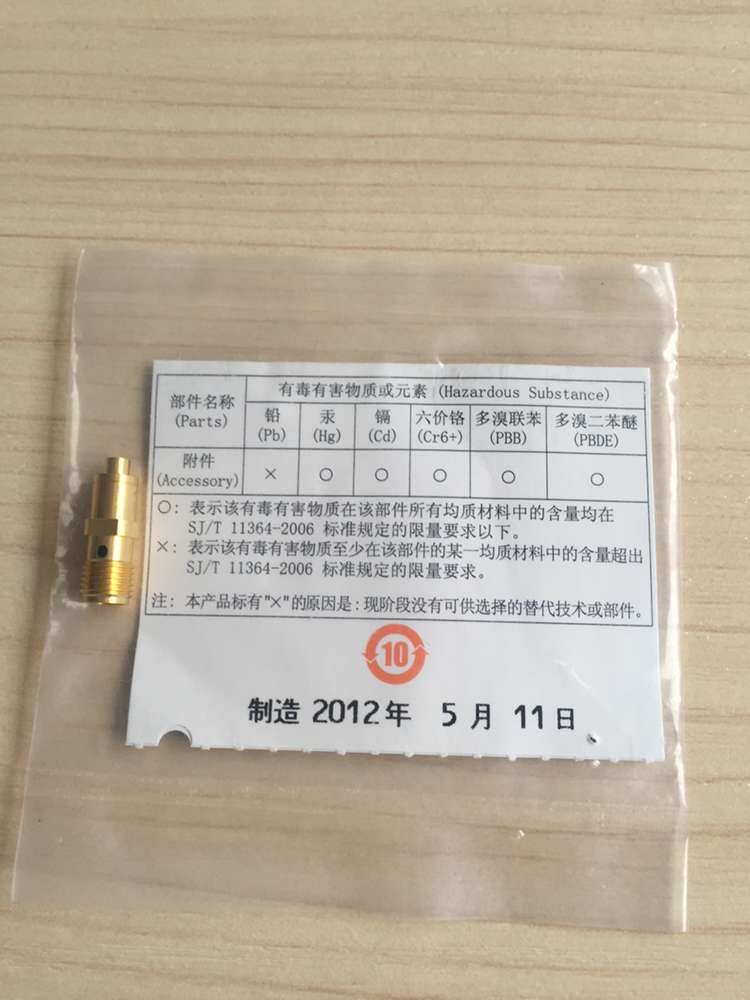 有毒有害物质或元素 (Hazardous Substance)
部件名称 铅 汞 镉 六价铬 多溴联苯 多溴二苯醚
(Parts) (Pb) (Hg) (Cd) (Cr6+) (PBB) (PBDE)
附件
(Accessory) × ○ ○ ○ ○ ○
○: 表示该有毒有害物质在该部件所有均质材料中的含量均在
SJ/T 11364-2006 标准规定的限量要求以下。
×: 表示该有毒有害物质至少在该部件的某一均质材料中的含量超出
SJ/T 11364-2006 标准规定的限量要求。
注: 本产品标有"×"的原因是: 现阶段没有可供选择的替代技术或部件。
10
制造 2012年 5月 11日